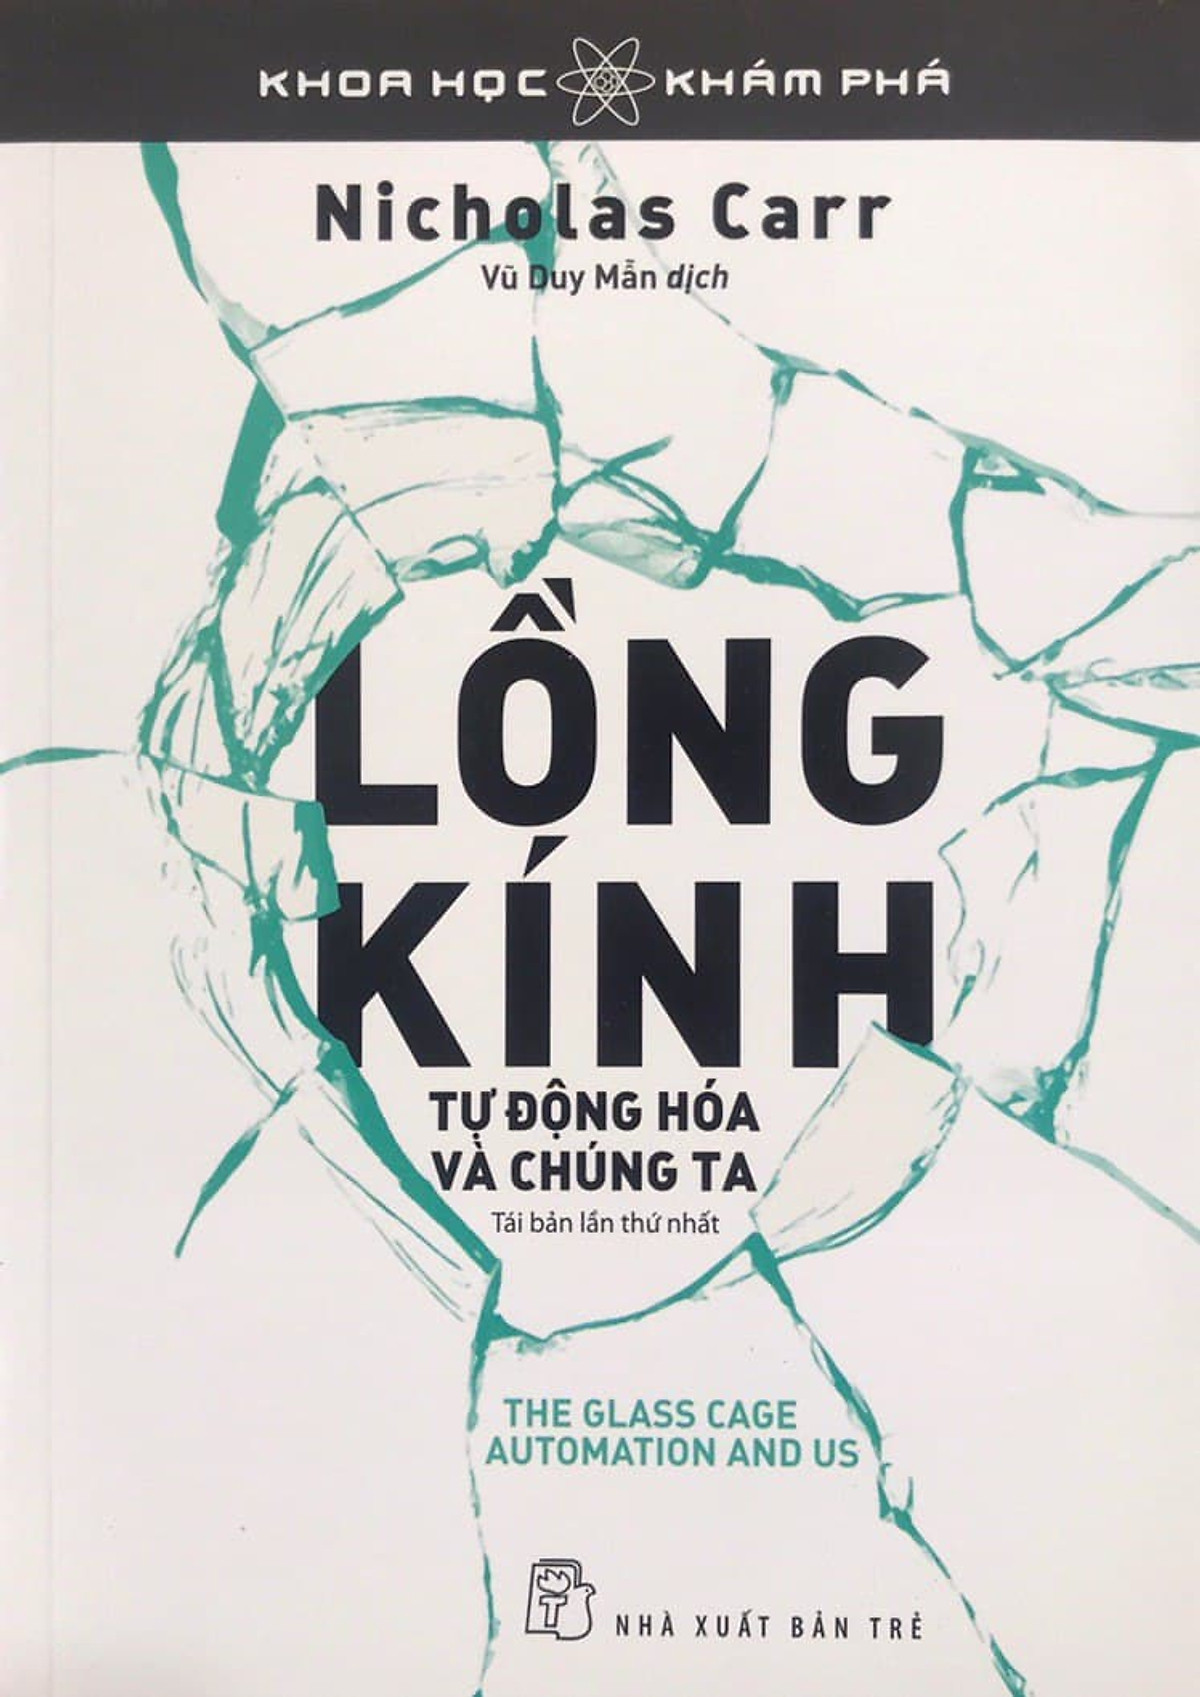 KHOA HỌC KHÁM PHÁ
Nicholas Carr
Vũ Duy Mẫn dịch
LỒNG
KÍNH
TỰ ĐỘNG HÓA
VÀ CHÚNG TA
Tái bản lần thứ nhất
THE GLASS CAGE
AUTOMATION AND US
NHÀ XUẤT BẢN TRẺ